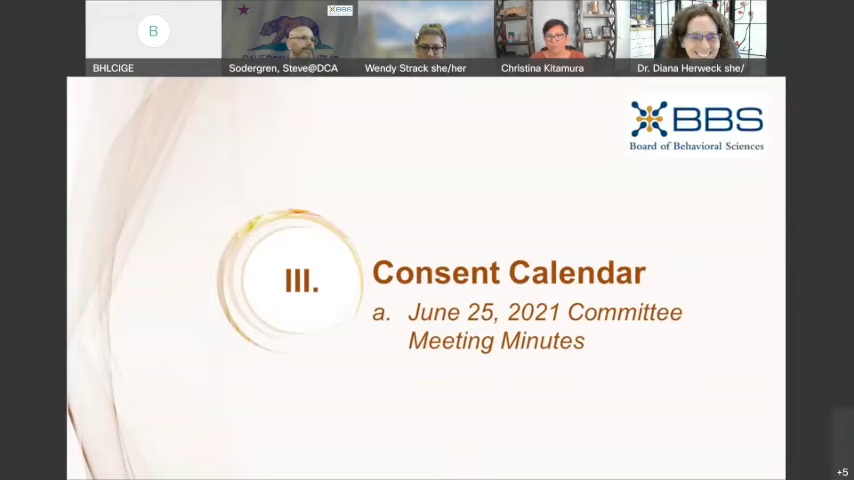 B
BBS
BHLCIGE
Sodergren, Steve@DCA
Wendy Strack she/her
Christina Kitamura
Dr. Diana Herweck she/
BBS
Board of Behavioral Sciences
III.
Consent Calendar
a. June 25, 2021 Committee
Meeting Minutes
+5